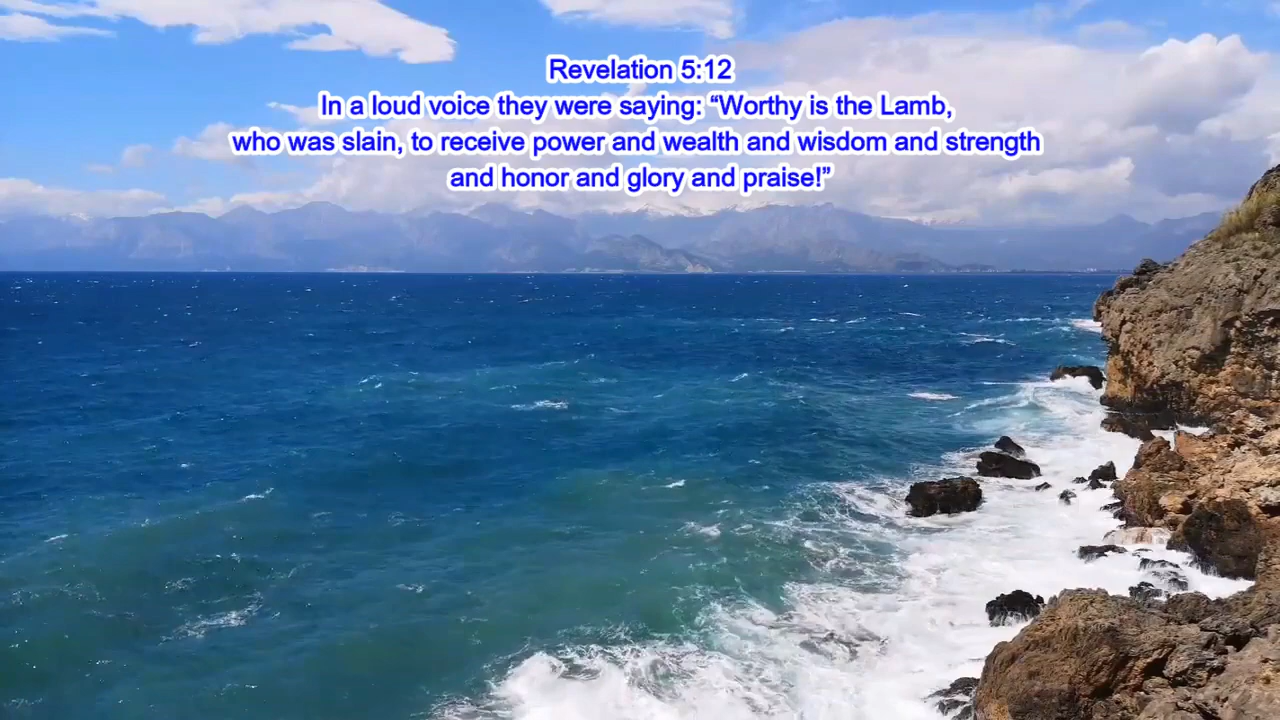 Revelation 5:12
In a loud voice they were saying: “Worthy is the Lamb,
who was slain, to receive power and wealth and wisdom and strength
and honor and glory and praise!”